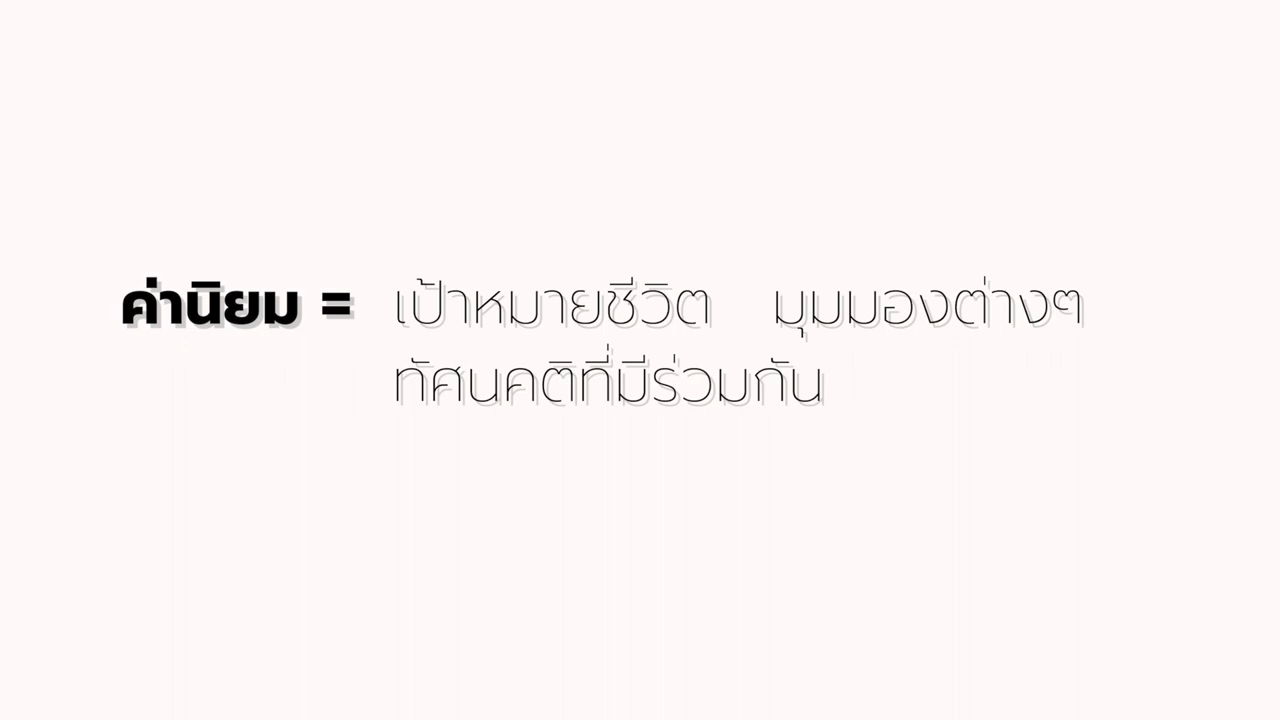 ค่านิยม = เป้าหมายชีวิต มุมมองต่างๆ
ทัศนคติที่มีร่วมกัน